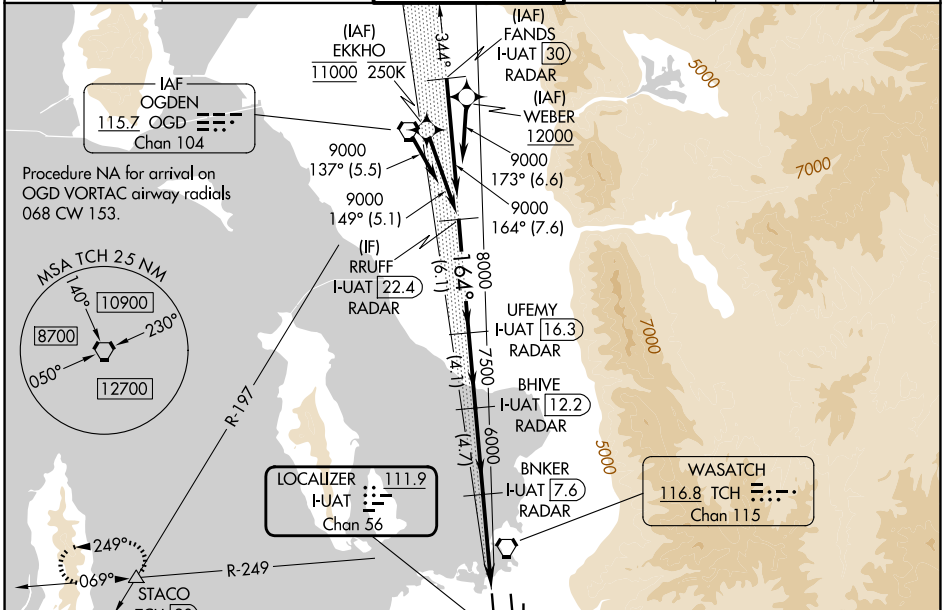 (IAF)
EKKHO
11000 250K
344°
(IAF)
FANDS
I-UAT 30
RADAR
5000
IAF
OGDEN
115.7 OGD
Chan 104
(IAF)
WEBER
12000
Procedure NA for arrival on
OGD VORTAC airway radials
068 CW 153.
9000
137° (5.5)
9000
173° (6.6)
7000
9000
149° (5.1)
9000
164° (7.6)
(IF)
RRUFF
I-UAT 22.4
RADAR
164°
8000
(6.1)
MSA TCH 25 NM
140°
10900
8700
230°
050°
12700
UFEMY
I-UAT 16.3
RADAR
7000
7500
(4.1)
BHIVE
I-UAT 12.2
RADAR
R-197
6000
(4.7)
5000
BNKER
I-UAT 7.6
RADAR
LOCALIZER 111.9
I-UAT
Chan 56
WASATCH
116.8 TCH
Chan 115
249°
069°
R-249
STACO